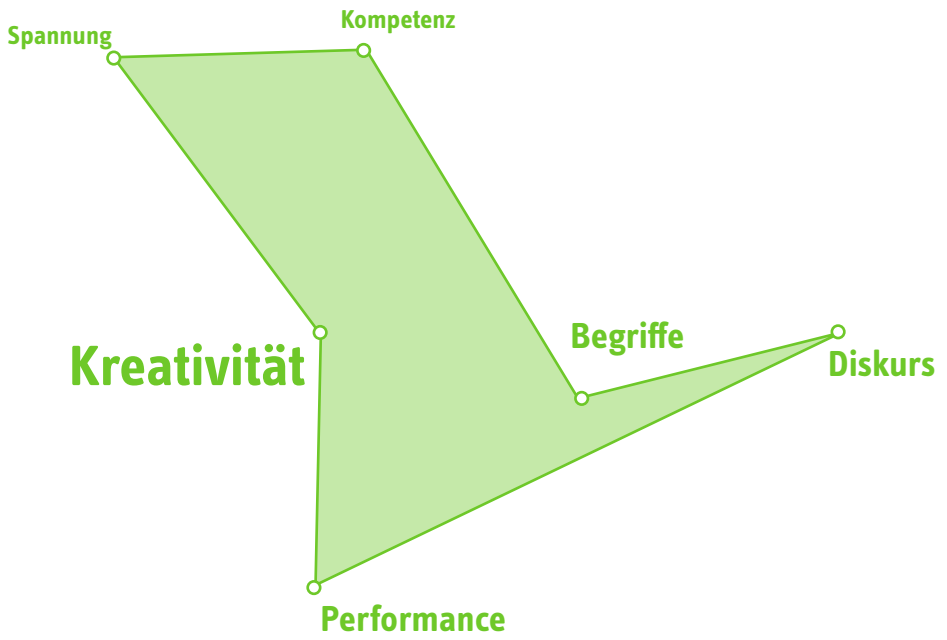 Kompetenz
Spannung
Begriffe
Kreativität
Diskurs
Performance